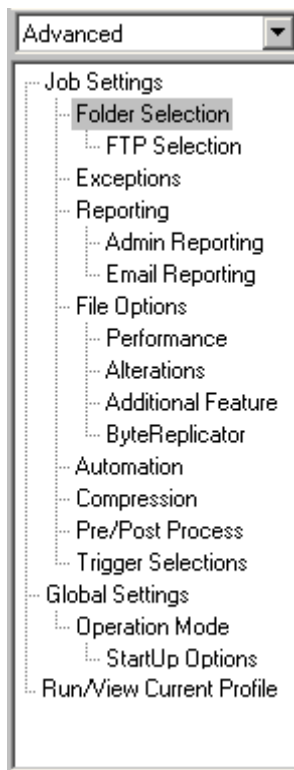 Advanced
Job Settings
Folder Selection
FTP Selection
Exceptions
Reporting
Admin Reporting
Email Reporting
File Options
Performance
Alterations
Additional Feature
ByteReplicator
Automation
Compression
Pre/Post Process
Trigger Selections
Global Settings
Operation Mode
StartUp Options
Run/View Current Profile